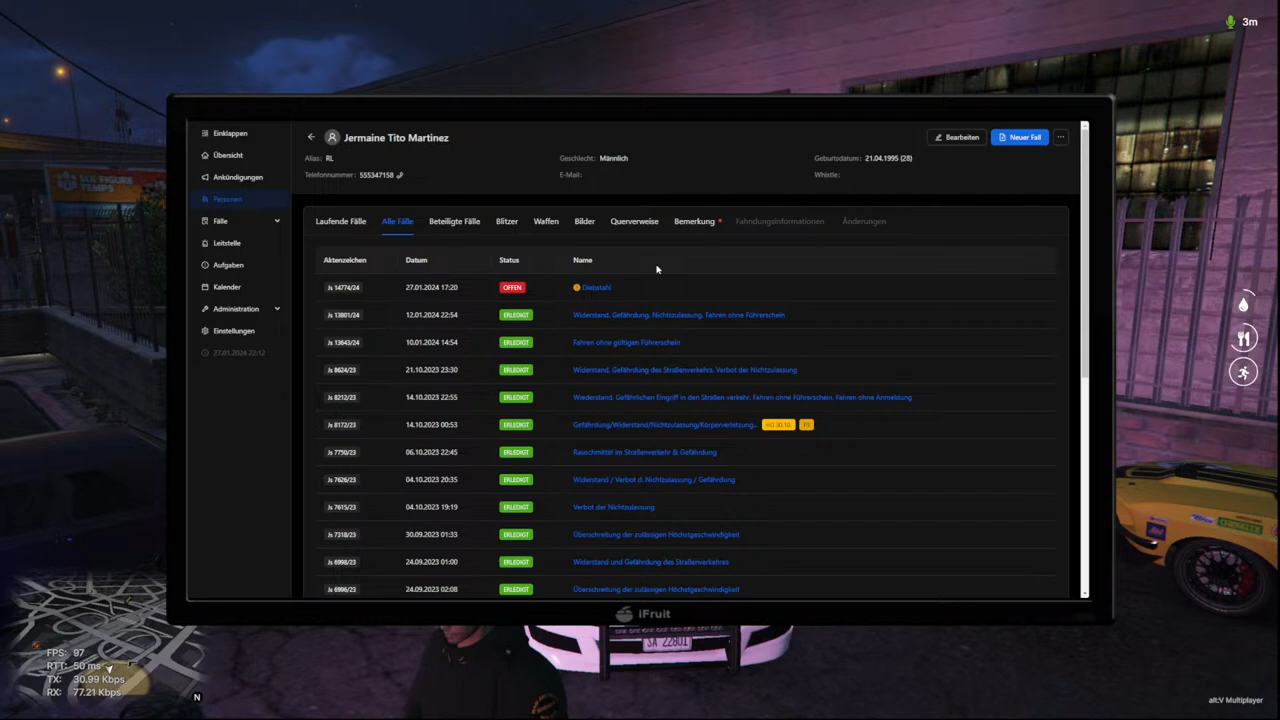 3m
SIX FIGURE
TEMPS
Einklappen
Übersicht
Ankündigungen
Personen
Fälle
Leitstelle
Aufgaben
Kalender
Administration
Einstellungen
27.01.2024 22:12
Jermaine Tito Martinez
Bearbeiten
Neuer Fall
Alias: RL
Geschlecht: Männlich
Geburtsdatum: 21.04.1995 (28)
Telefonnummer: 555347158
E-Mail:
Whistle:
Laufende Fälle Alle Fälle Beteiligte Fälle Blitzer Waffen Bilder Querverweise Bemerkung Fahndungsinformationen Änderungen
Aktenzeichen Datum Status Name
Js 14774/24 27.01.2024 17:20 OFFEN Diebstahl
Js 13801/24 12.01.2024 22:54 ERLEDIGT Widerstand, Gefährdung, Nichtzulassung, Fahren ohne Führerschein
Js 13643/24 10.01.2024 14:54 ERLEDIGT Fahren ohne gültigen Führerschein
Js 8624/23 21.10.2023 23:30 ERLEDIGT Widerstand, Gefährdung des Straßenverkehrs, Verbot der Nichtzulassung
Js 8212/23 14.10.2023 22:55 ERLEDIGT Wiederstand, Gefährlichen Eingriff in den Straßen verkehr, Fahren ohne Führerschein, Fahren ohne Anmeldung
Js 8172/23 14.10.2023 00:53 ERLEDIGT Gefährdung/Widerstand/Nichtzulassung/Körperverletzung...
Js 7750/23 06.10.2023 22:45 ERLEDIGT Rauschmittel im Straßenverkehr & Gefährdung
Js 7626/23 04.10.2023 20:35 ERLEDIGT Widerstand / Verbot d. Nichtzulassung / Gefährdung
Js 7615/23 04.10.2023 19:19 ERLEDIGT Verbot der Nichtzulassung
Js 7318/23 30.09.2023 01:33 ERLEDIGT Überschreitung der zulässigen Höchstgeschwindigkeit
Js 6998/23 24.09.2023 01:00 ERLEDIGT Widerstand und Gefährdung des Straßenverkehres
Js 6996/23 24.09.2023 02:08 ERLEDIGT Überschreitung der zulässigen Höchstgeschwindigkeit
iFruit
SA 22801
FPS: 97
RTT: 50 ms
TX: 30.99 Kbps
RX: 77.21 Kbps
N
alt:V Multiplayer